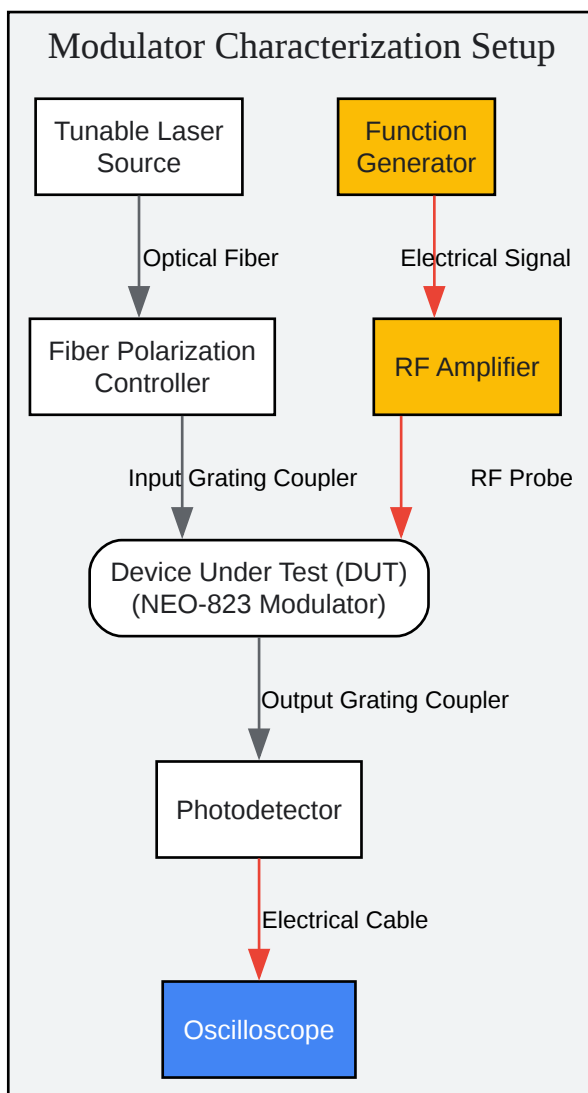 Modulator Characterization Setup
Tunable Laser
Source
Function
Generator
Optical Fiber
Electrical Signal
Fiber Polarization
Controller
RF Amplifier
Input Grating Coupler
RF Probe
Device Under Test (DUT)
(NEO-823 Modulator)
Output Grating Coupler
Photodetector
Electrical Cable
Oscilloscope